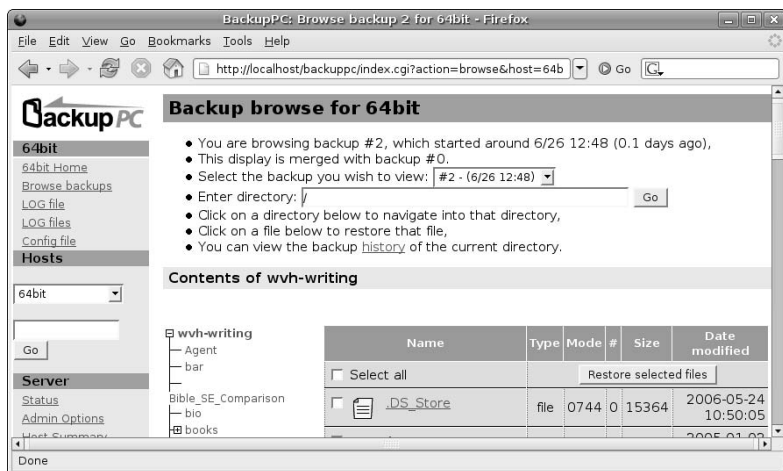 BackupPC: Browse backup 2 for 64bit - Firefox
File Edit View Go Bookmarks Tools Help
http://localhost/backuppc/index.cgi?action=browse&host=64b
Go
G
BackupPC
64bit
64bit Home
Browse backups
LOG file
LOG files
Config file
Hosts
64bit
Go
Server
Status
Admin Options
Host Summary
Backup browse for 64bit
You are browsing backup #2, which started around 6/26 12:48 (0.1 days ago),
This display is merged with backup #0.
Select the backup you wish to view: #2 - (6/26 12:48)
Enter directory: / Go
Click on a directory below to navigate into that directory,
Click on a file below to restore that file,
You can view the backup history of the current directory.
Contents of wvh-writing
wvh-writing
Agent
bar
Bible_SE_Comparison
bio
books
Name Type Mode # Size Date modified
Select all Restore selected files
.DS_Store file 0744 0 15364 2006-05-24 10:50:05
2005-01-02
Done